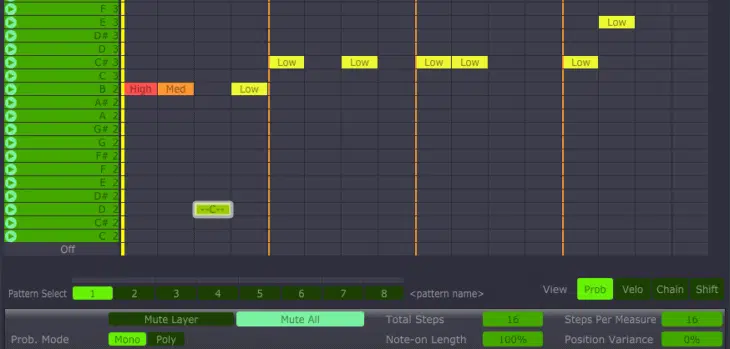 F 3
E 3 Low
D# 3
D 3
C# 3 Low Low Low Low Low
C 3
B 2 High Med Low
A# 2
A 2
G# 2
G 2
F# 2
F 2
E 2
D# 2
D 2 --C--
C# 2
C 2
Off
Pattern Select 1 2 3 4 5 6 7 8 <pattern name> View Prob Velo Chain Shift
Mute Layer Mute All Total Steps 16 Steps Per Measure 16
Prob. Mode Mono Poly Note-on Length 100% Position Variance 0%